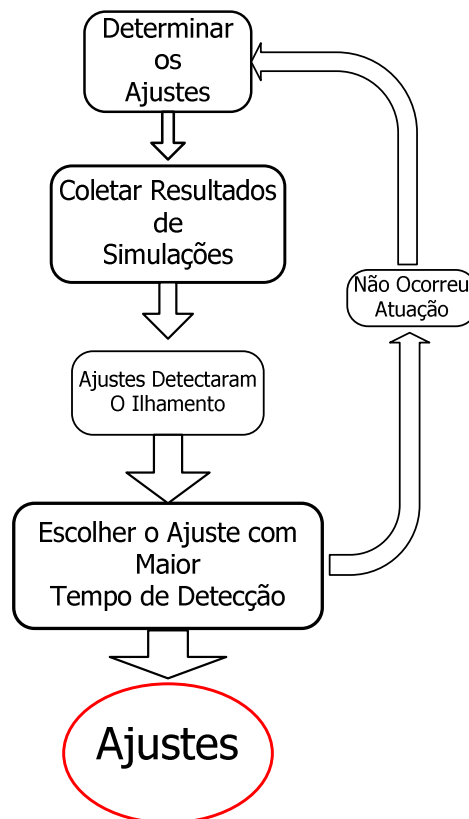 Determinar
os
Ajustes
Coletar Resultados
de
Simulações
Não Ocorreu
Atuação
Ajustes Detectaram
O Ilhamento
Escolher o Ajuste com
Maior
Tempo de Detecção
Ajustes